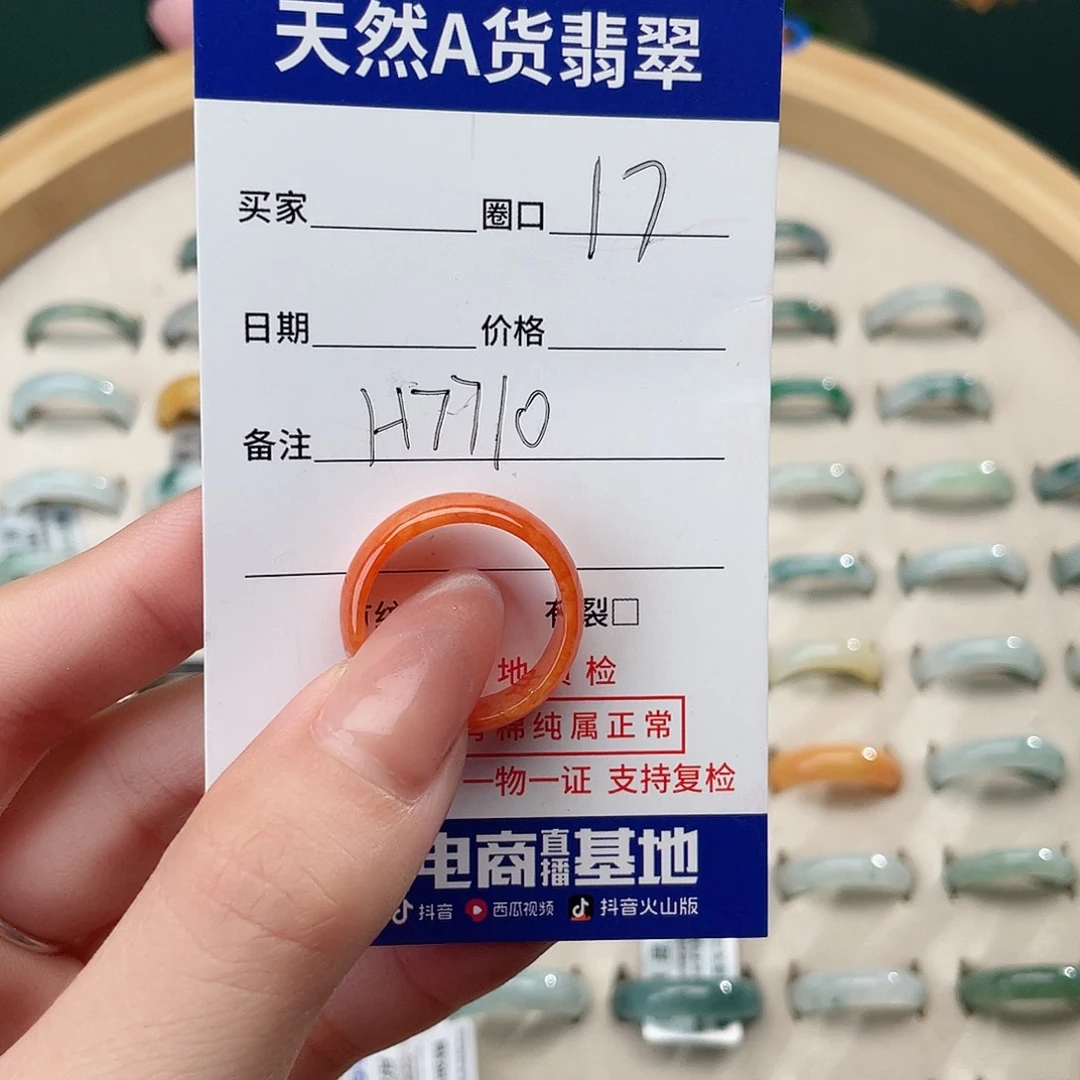 天然A货翡翠
买家 圈口 17
日期 价格
备注 H7710
裂□
地 检
棉纯属正常
一物一证 支持复检
电商直播基地
抖音 西瓜视频 抖音火山版